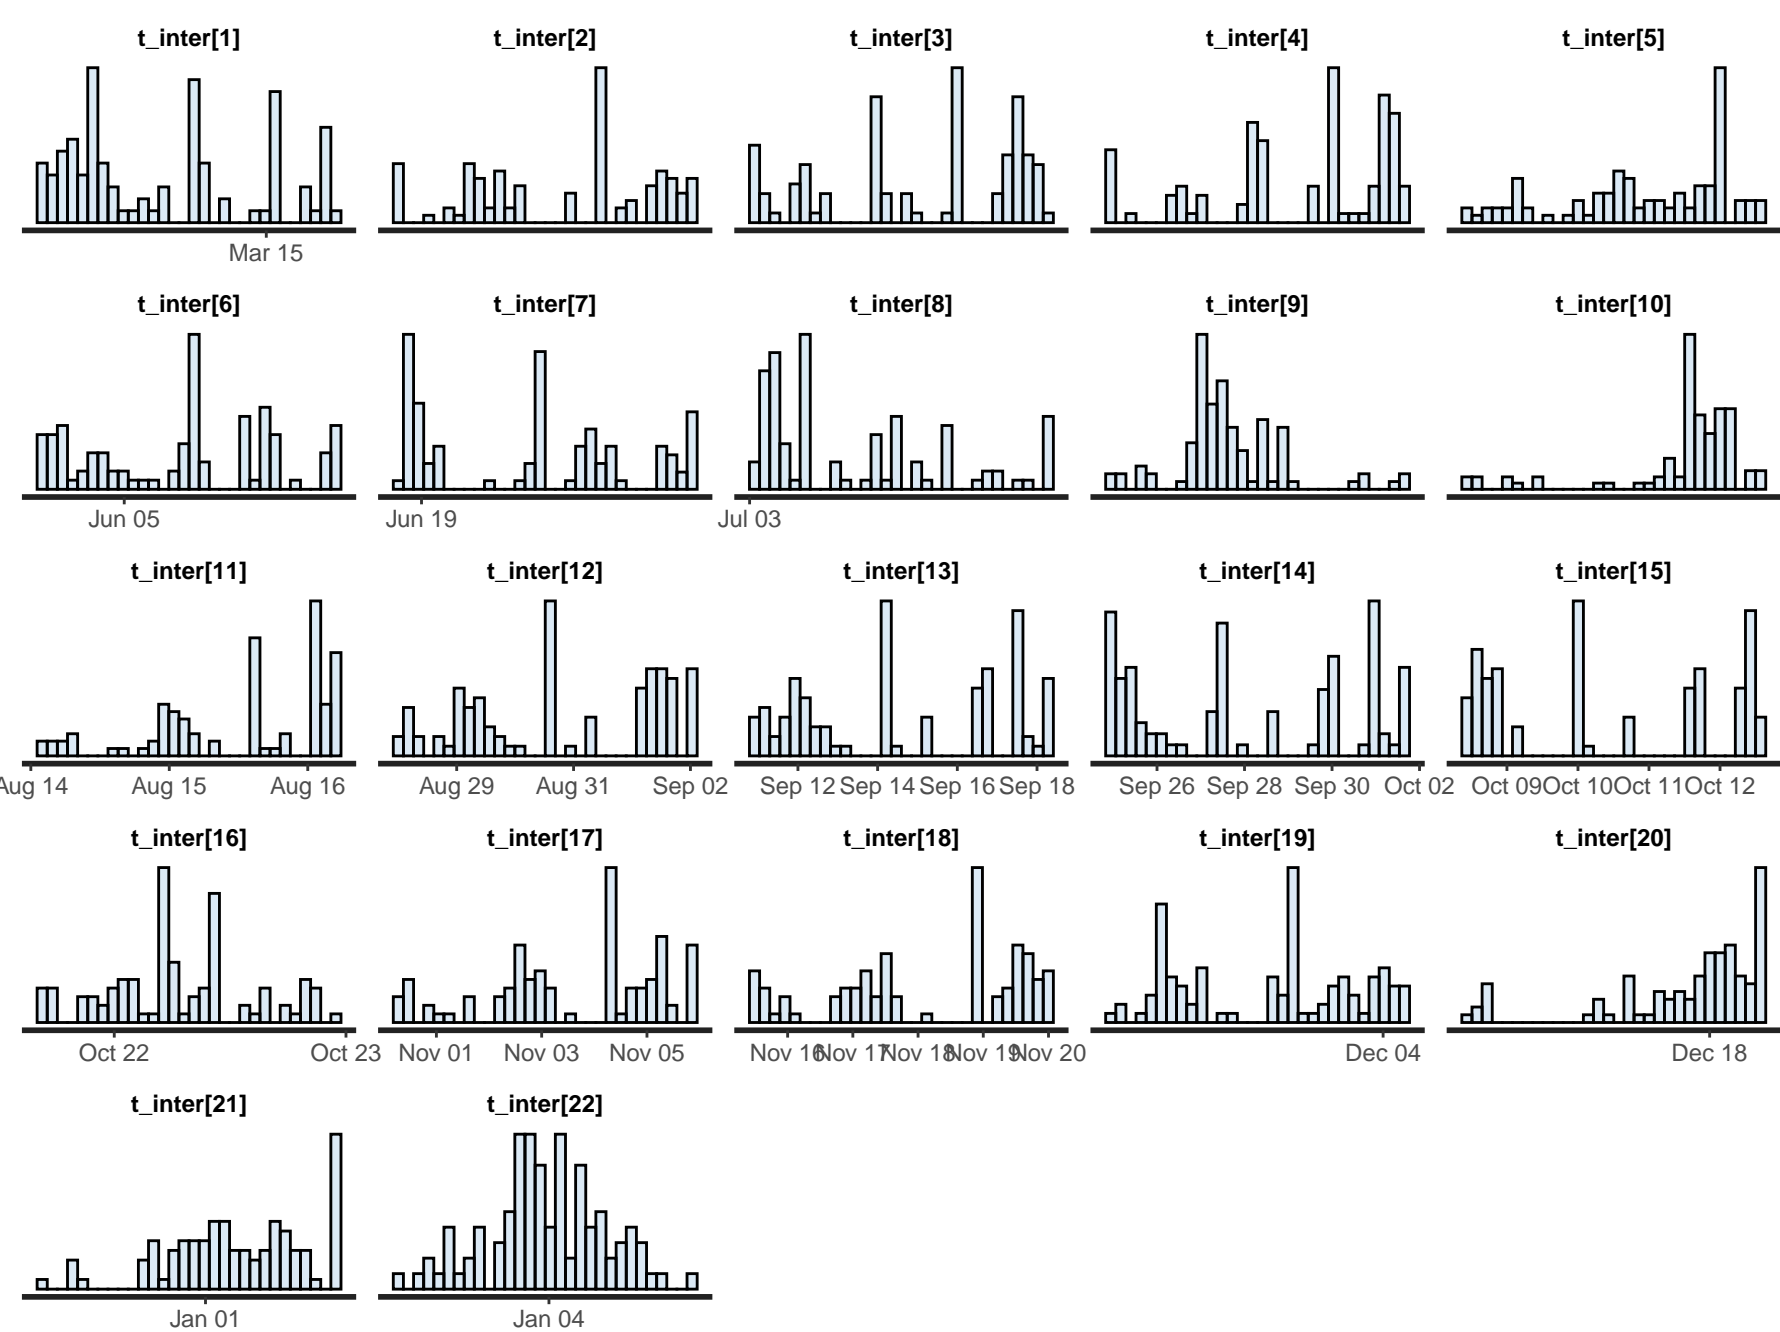 t_inter[1] t_inter[2] t_inter[3] t_inter[4] t_inter[5]
Mar 15
t_inter[6] t_inter[7] t_inter[8] t_inter[9] t_inter[10]
Jun 05 Jun 19 Jul 03
t_inter[11] t_inter[12] t_inter[13] t_inter[14] t_inter[15]
Aug 14 Aug 15 Aug 16 Aug 29 Aug 31 Sep 02 Sep 12 Sep 14 Sep 16 Sep 18 Sep 26 Sep 28 Sep 30 Oct 02 Oct 09 Oct 10 Oct 11 Oct 12
t_inter[16] t_inter[17] t_inter[18] t_inter[19] t_inter[20]
Oct 22 Oct 23 Nov 01 Nov 03 Nov 05 Nov 16 Nov 17 Nov 18 Nov 19 Nov 20 Dec 04 Dec 18
t_inter[21] t_inter[22]
Jan 01 Jan 04